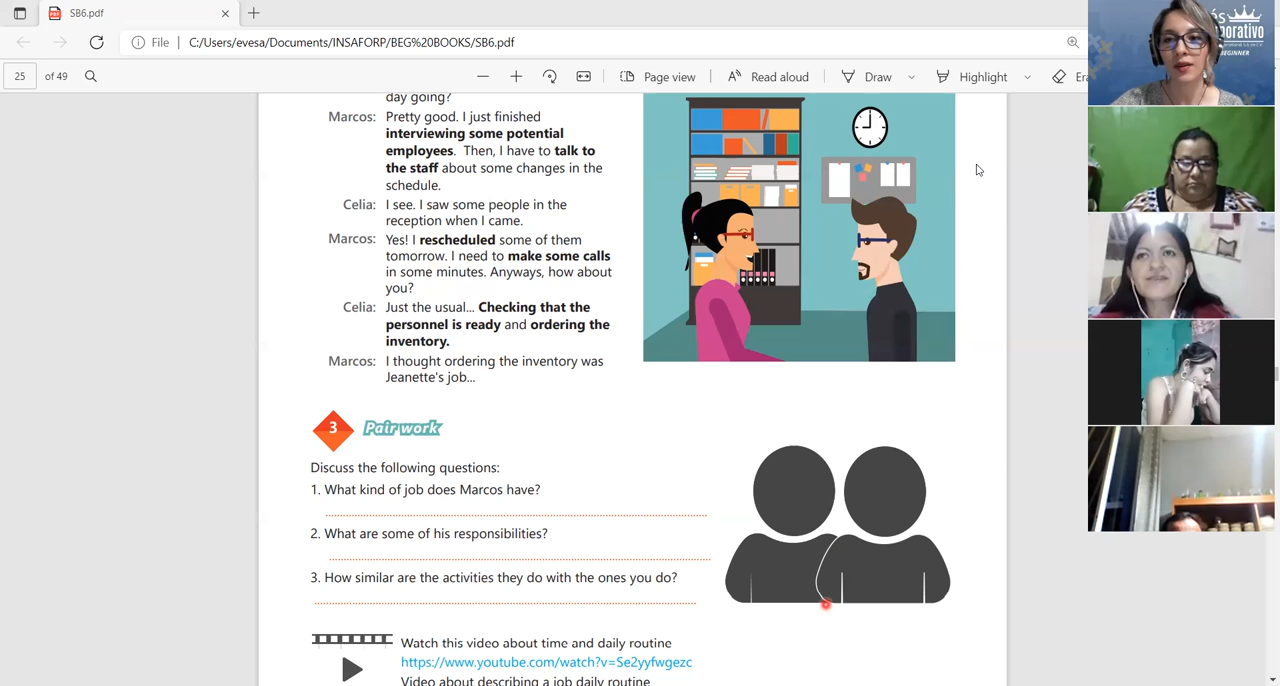 SB6.pdf
File
C:/Users/evesa/Documents/INSAFORP/BEG%20BOOKS/SB6.pdf
25 of 49
Page view
Read aloud
Draw
Highlight
Era
day going?
Marcos: Pretty good. I just finished
interviewing some potential
employees. Then, I have to talk to
the staff about some changes in the
schedule.
Celia: I see. I saw some people in the
reception when I came.
Marcos: Yes! I rescheduled some of them
tomorrow. I need to make some calls
in some minutes. Anyways, how about
you?
Celia: Just the usual... Checking that the
personnel is ready and ordering the
inventory.
Marcos: I thought ordering the inventory was
Jeanette's job...
3 Pair work
Discuss the following questions:
1. What kind of job does Marcos have?
2. What are some of his responsibilities?
3. How similar are the activities they do with the ones you do?
Watch this video about time and daily routine
https://www.youtube.com/watch?v=Se2yyfwgezc
Video about describing a job daily routine